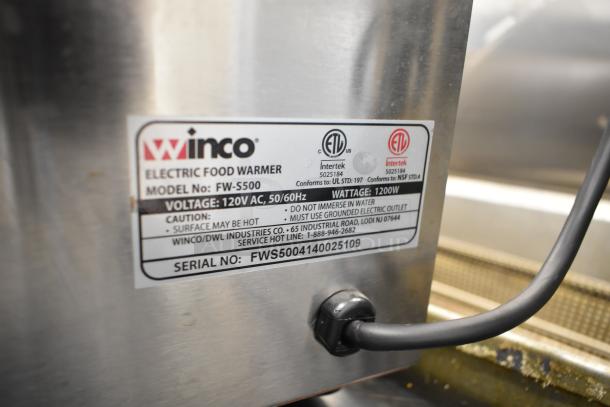 Winco®
ELECTRIC FOOD WARMER
MODEL No: FW-S500
C ETL US
Intertek
5025184
Conforms to: UL STD; 197
ETL
Intertek
5025184
Conforms to: NSF STD;4
VOLTAGE: 120V AC, 50/60Hz WATTAGE: 1200W
CAUTION:
• SURFACE MAY BE HOT
• DO NOT IMMERSE IN WATER
• MUST USE GROUNDED ELECTRIC OUTLET
WINCO/DWL INDUSTRIES CO. • 65 INDUSTRIAL ROAD, LODI NJ 07644
SERVICE HOT LINE: 1-888-946-2682
SERIAL NO: FWS5004140025109